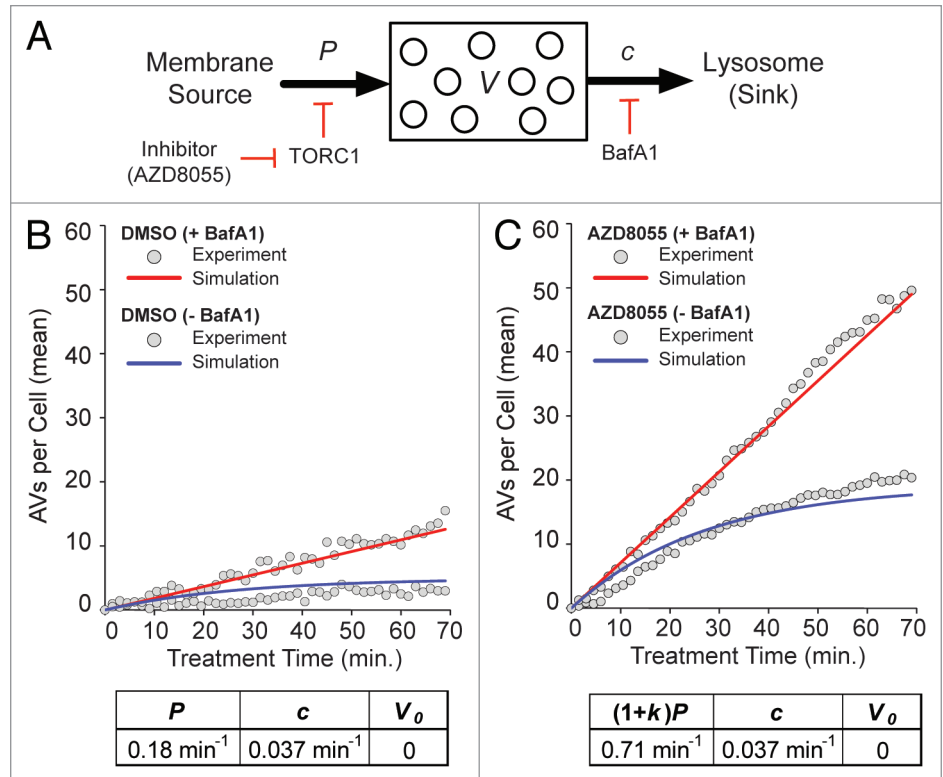 A
Membrane
Source
P
V
c
Lysosome
(Sink)
Inhibitor
(AZD8055)
TORC1
BafA1
B
DMSO (+ BafA1)
Experiment
Simulation
DMSO (- BafA1)
Experiment
Simulation
AVs per Cell (mean)
60
50
40
30
20
10
0
0 10 20 30 40 50 60 70
Treatment Time (min.)
P c V0
0.18 min-1 0.037 min-1 0
C
AZD8055 (+ BafA1)
Experiment
Simulation
AZD8055 (- BafA1)
Experiment
Simulation
AVs per Cell (mean)
60
50
40
30
20
10
0
0 10 20 30 40 50 60 70
Treatment Time (min.)
(1+k)P c V0
0.71 min-1 0.037 min-1 0